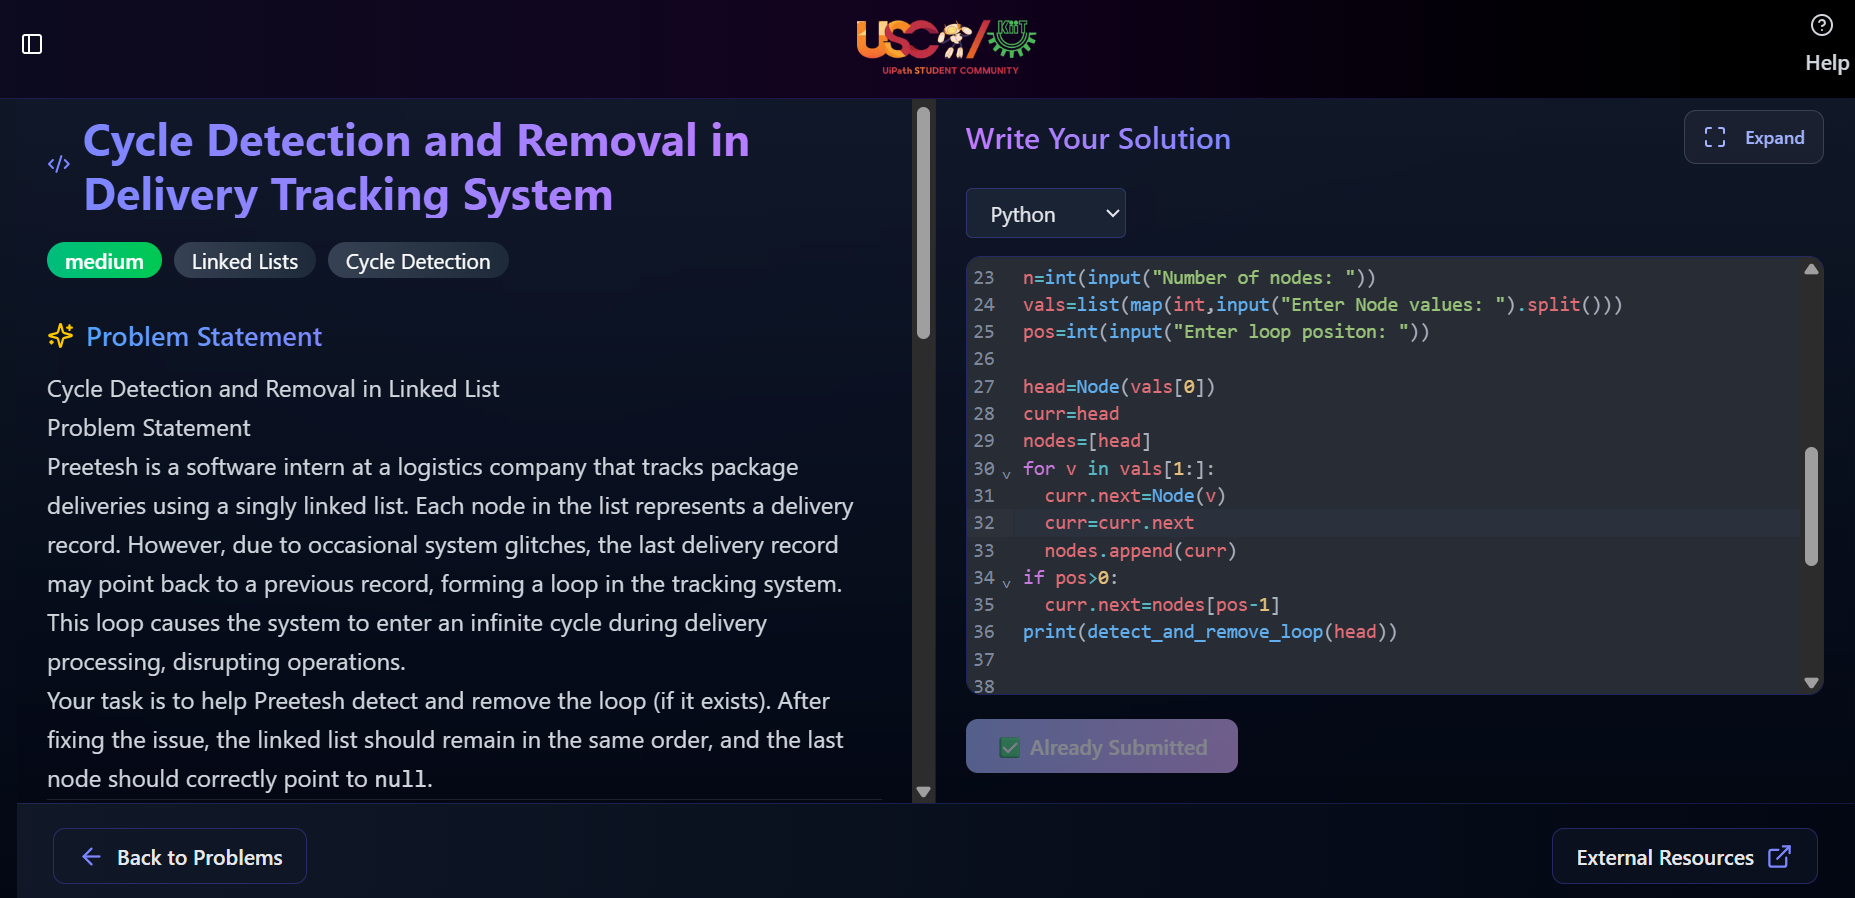 USC/KiiT
UiPath STUDENT COMMUNITY
Help
</> Cycle Detection and Removal in
Delivery Tracking System
medium Linked Lists Cycle Detection
Problem Statement
Cycle Detection and Removal in Linked List
Problem Statement
Preetesh is a software intern at a logistics company that tracks package
deliveries using a singly linked list. Each node in the list represents a delivery
record. However, due to occasional system glitches, the last delivery record
may point back to a previous record, forming a loop in the tracking system.
This loop causes the system to enter an infinite cycle during delivery
processing, disrupting operations.
Your task is to help Preetesh detect and remove the loop (if it exists). After
fixing the issue, the linked list should remain in the same order, and the last
node should correctly point to null.
Back to Problems
Write Your Solution
Expand
Python
23 n=int(input("Number of nodes: "))
24 vals=list(map(int,input("Enter Node values: ").split()))
25 pos=int(input("Enter loop positon: "))
26
27 head=Node(vals[0])
28 curr=head
29 nodes=[head]
30 for v in vals[1:]:
31   curr.next=Node(v)
32   curr=curr.next
33   nodes.append(curr)
34 if pos>0:
35   curr.next=nodes[pos-1]
36 print(detect_and_remove_loop(head))
37
38
Already Submitted
External Resources